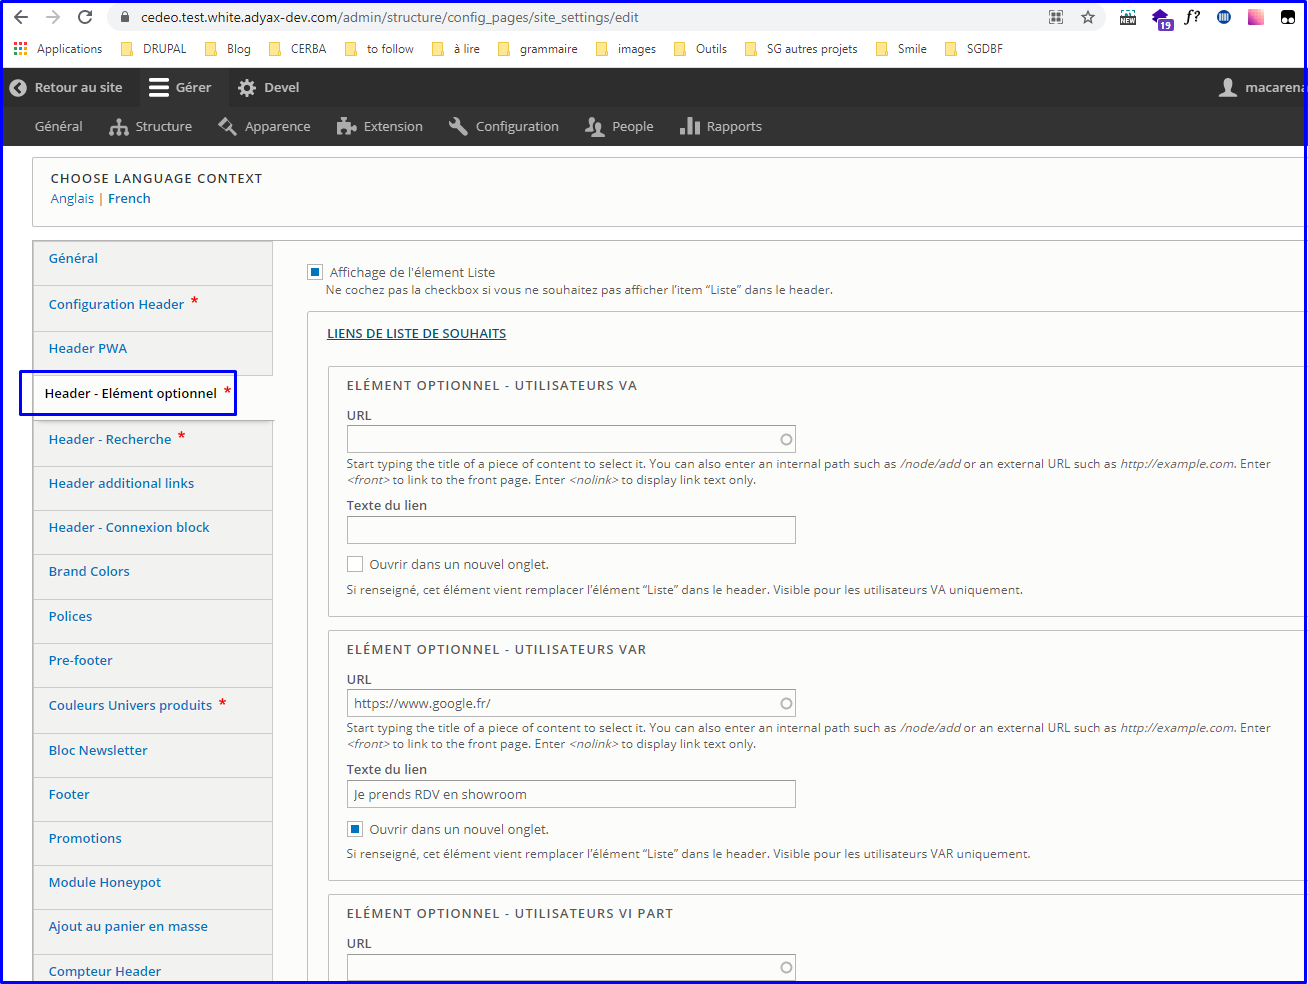 cedeo.test.white.adyax-dev.com/admin/structure/config_pages/site_settings/edit
NEW
19
f?
Applications DRUPAL Blog CERBA to follow à lire grammaire images Outils SG autres projets Smile SGDBF
Retour au site Gérer Devel macarena
Général Structure Apparence Extension Configuration People Rapports
CHOOSE LANGUAGE CONTEXT
Anglais | French
Général
Configuration Header *
Header PWA
Header - Elément optionnel *
Header - Recherche *
Header additional links
Header - Connexion block
Brand Colors
Polices
Pre-footer
Couleurs Univers produits *
Bloc Newsletter
Footer
Promotions
Module Honeypot
Ajout au panier en masse
Compteur Header
Affichage de l'élement Liste
Ne cochez pas la checkbox si vous ne souhaitez pas afficher l’item “Liste” dans le header.
LIENS DE LISTE DE SOUHAITS
ELÉMENT OPTIONNEL - UTILISATEURS VA
URL
Start typing the title of a piece of content to select it. You can also enter an internal path such as /node/add or an external URL such as http://example.com. Enter
<front> to link to the front page. Enter <nolink> to display link text only.
Texte du lien
Ouvrir dans un nouvel onglet.
Si renseigné, cet élément vient remplacer l’élément “Liste” dans le header. Visible pour les utilisateurs VA uniquement.
ELÉMENT OPTIONNEL - UTILISATEURS VAR
URL
https://www.google.fr/
Start typing the title of a piece of content to select it. You can also enter an internal path such as /node/add or an external URL such as http://example.com. Enter
<front> to link to the front page. Enter <nolink> to display link text only.
Texte du lien
Je prends RDV en showroom
Ouvrir dans un nouvel onglet.
Si renseigné, cet élément vient remplacer l’élément “Liste” dans le header. Visible pour les utilisateurs VAR uniquement.
ELÉMENT OPTIONNEL - UTILISATEURS VI PART
URL